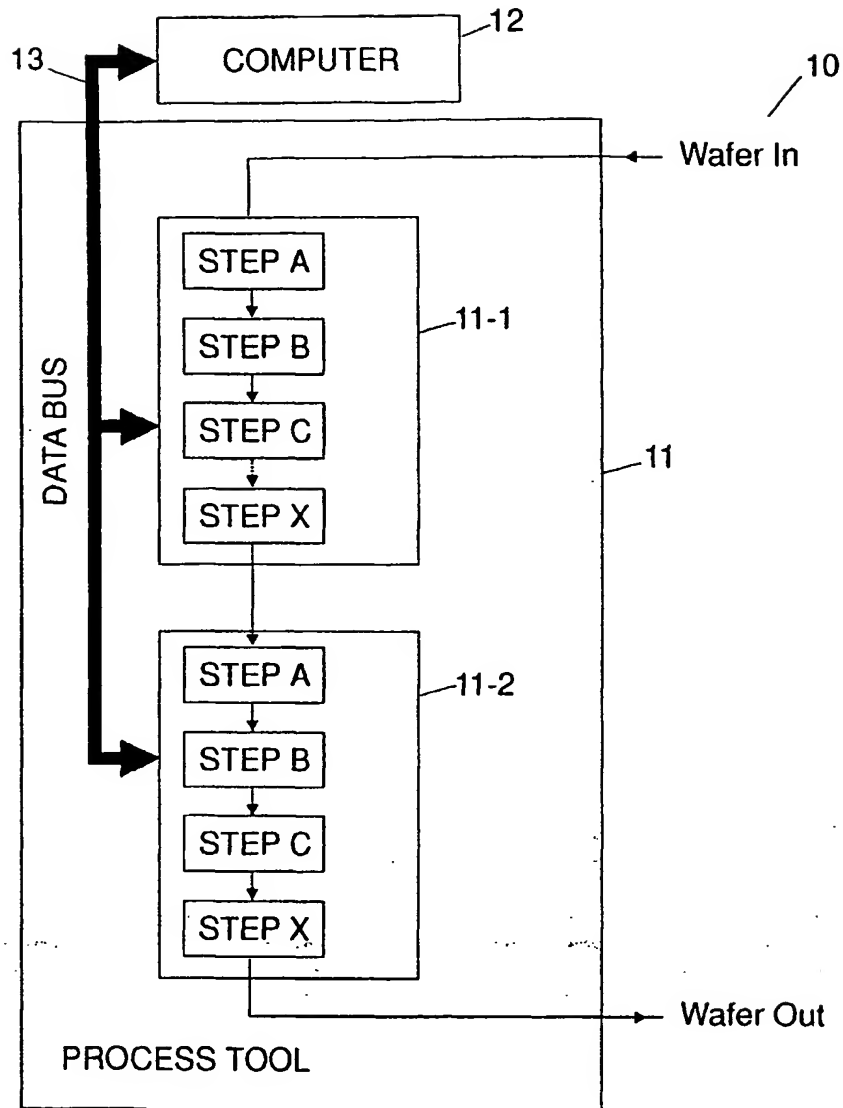 12
13
COMPUTER
10
Wafer In
STEP A
11-1
STEP B
DATA BUS
STEP C
11
STEP X
STEP A
11-2
STEP B
STEP C
STEP X
Wafer Out
PROCESS TOOL